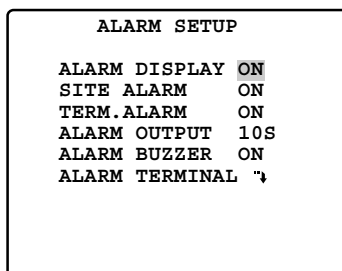 ALARM SETUP
ALARM DISPLAY ON
SITE ALARM ON
TERM.ALARM ON
ALARM OUTPUT 10S
ALARM BUZZER ON
ALARM TERMINAL